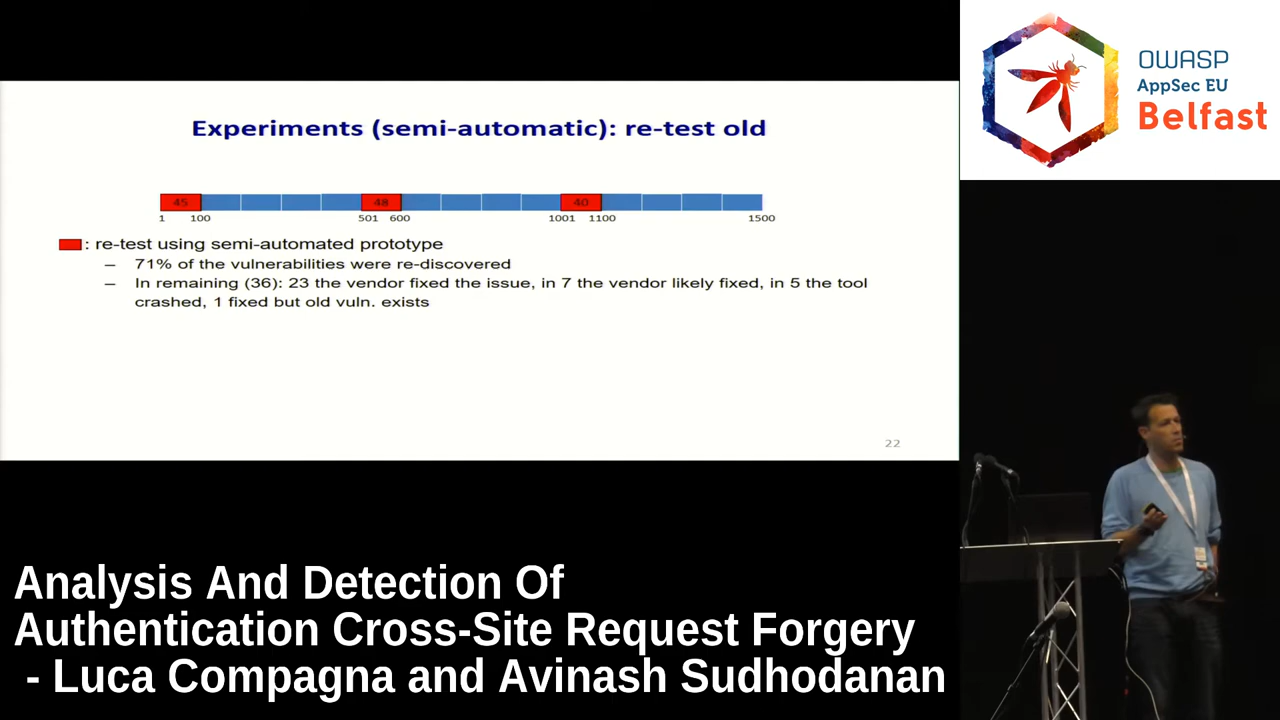 OWASP
AppSec EU
Belfast
Experiments (semi-automatic): re-test old
45 48 40
1 100 501 600 1001 1100 1500
: re-test using semi-automated prototype
– 71% of the vulnerabilities were re-discovered
– In remaining (36): 23 the vendor fixed the issue, in 7 the vendor likely fixed, in 5 the tool
crashed, 1 fixed but old vuln. exists
22
Analysis And Detection Of
Authentication Cross-Site Request Forgery
- Luca Compagna and Avinash Sudhodanan